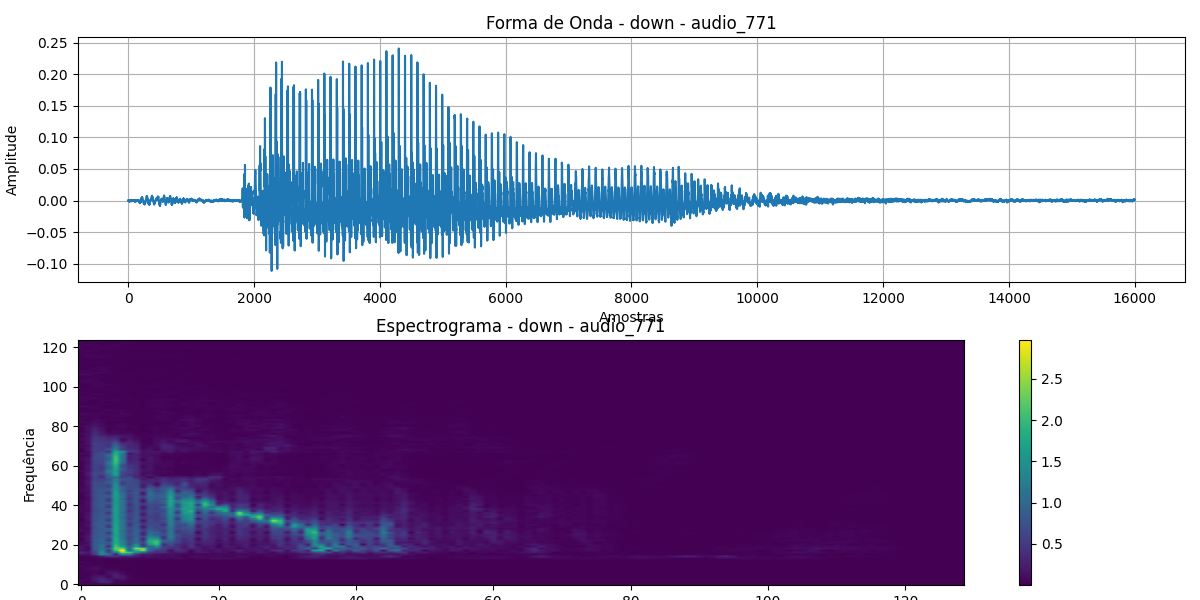 Forma de Onda - down - audio_771
Amplitude
0.25
0.20
0.15
0.10
0.05
0.00
−0.05
−0.10
0 2000 4000 6000 8000 10000 12000 14000 16000
Amostras
Espectrograma - down - audio_771
Frequência
120
100
80
60
40
20
0
0 20 40 60 80 100 120
2.5
2.0
1.5
1.0
0.5